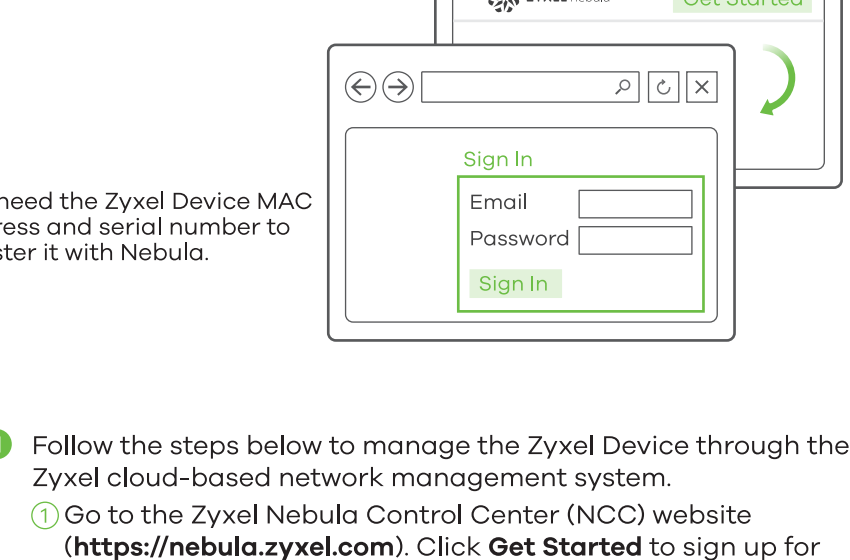 ZYXEL nebula
Get Started
Sign In
Email
Password
Sign In
need the Zyxel Device MAC
and serial number to
it with Nebula.
Follow the steps below to manage the Zyxel Device through the
Zyxel cloud-based network management system.
1 Go to the Zyxel Nebula Control Center (NCC) website
(https://nebula.zyxel.com). Click Get Started to sign up for